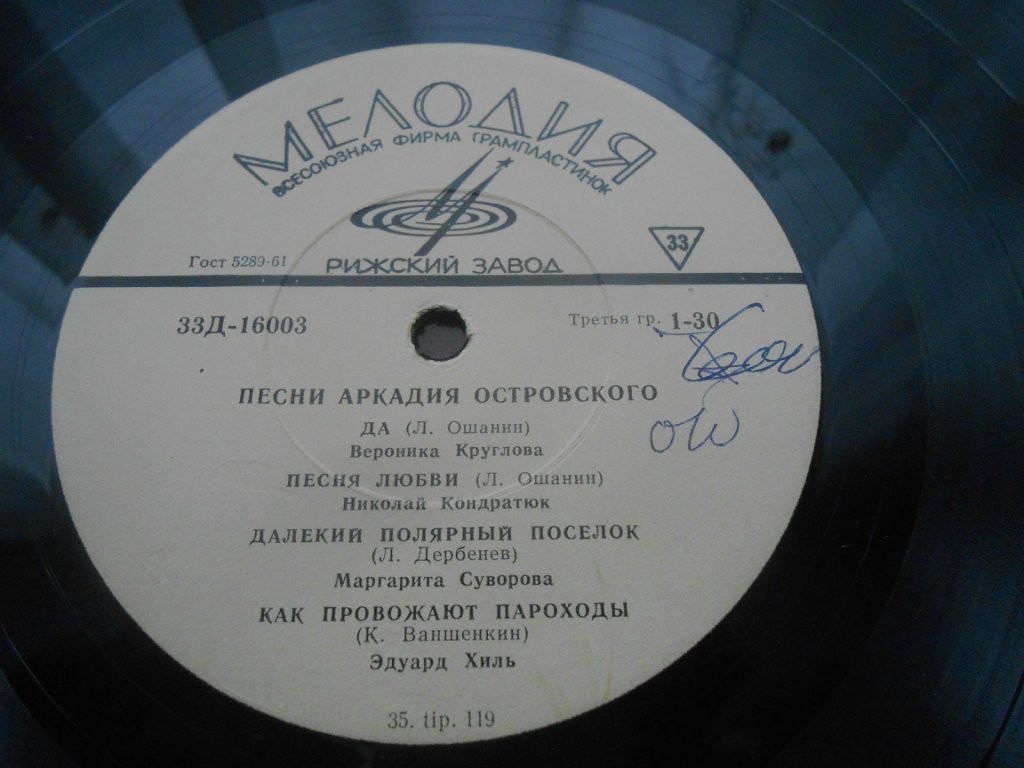 МЕЛОДИЯ
ВСЕСОЮЗНАЯ ФИРМА ГРАМПЛАСТИНОК
33
Гост 5289-61
РИЖСКИЙ ЗАВОД
33Д-16003
Третья гр. 1-30
ПЕСНИ АРКАДИЯ ОСТРОВСКОГО
ДА (Л. Ошанин)
Вероника Круглова
ПЕСНЯ ЛЮБВИ (Л. Ошанин)
Николай Кондратюк
ДАЛЕКИЙ ПОЛЯРНЫЙ ПОСЕЛОК
(Л. Дербенев)
Маргарита Суворова
КАК ПРОВОЖАЮТ ПАРОХОДЫ
(К. Ваншенкин)
Эдуард Хиль
35. tip. 119